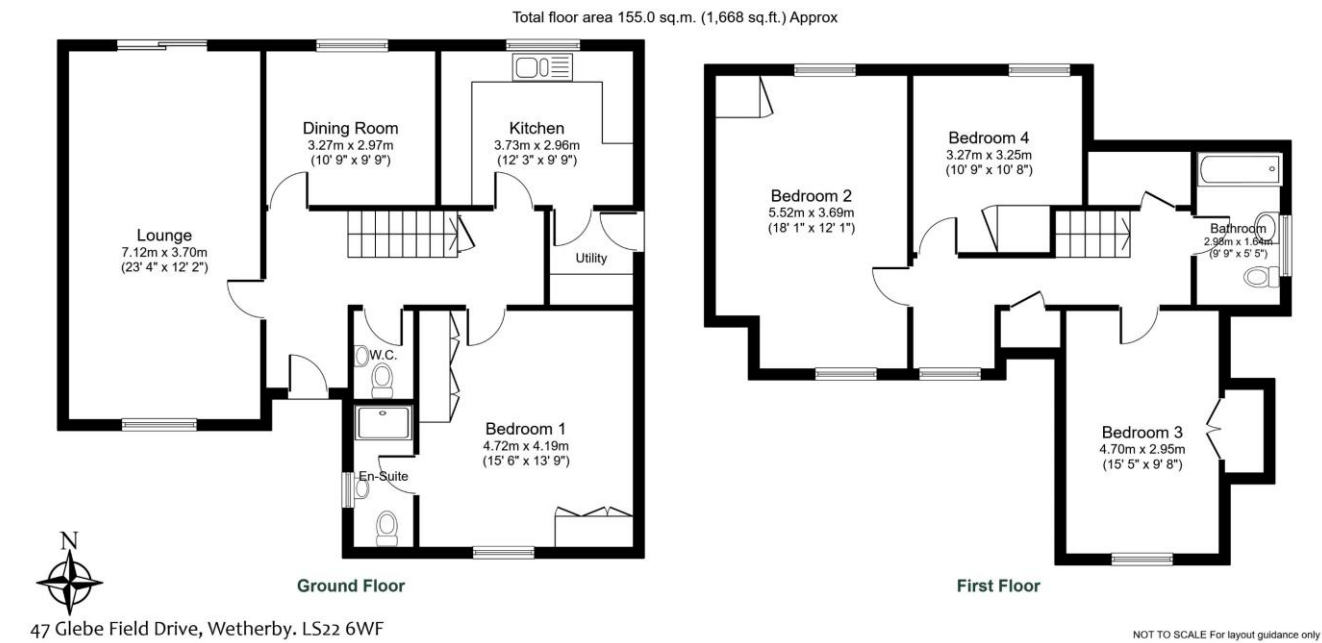 Total floor area 155.0 sq.m. (1,668 sq.ft.) Approx
Lounge
7.12m x 3.70m
(23' 4" x 12' 2")
Dining Room
3.27m x 2.97m
(10' 9" x 9' 9")
Kitchen
3.73m x 2.96m
(12' 3" x 9' 9")
Utility
W.C.
En-Suite
Bedroom 1
4.72m x 4.19m
(15' 6" x 13' 9")
Ground Floor
Bedroom 2
5.52m x 3.69m
(18' 1" x 12' 1")
Bedroom 4
3.27m x 3.25m
(10' 9" x 10' 8")
Bathroom
2.98m x 1.64m
(9' 9" x 5' 5")
Bedroom 3
4.70m x 2.95m
(15' 5" x 9' 8")
First Floor
N
47 Glebe Field Drive, Wetherby. LS22 6WF
NOT TO SCALE For layout guidance only